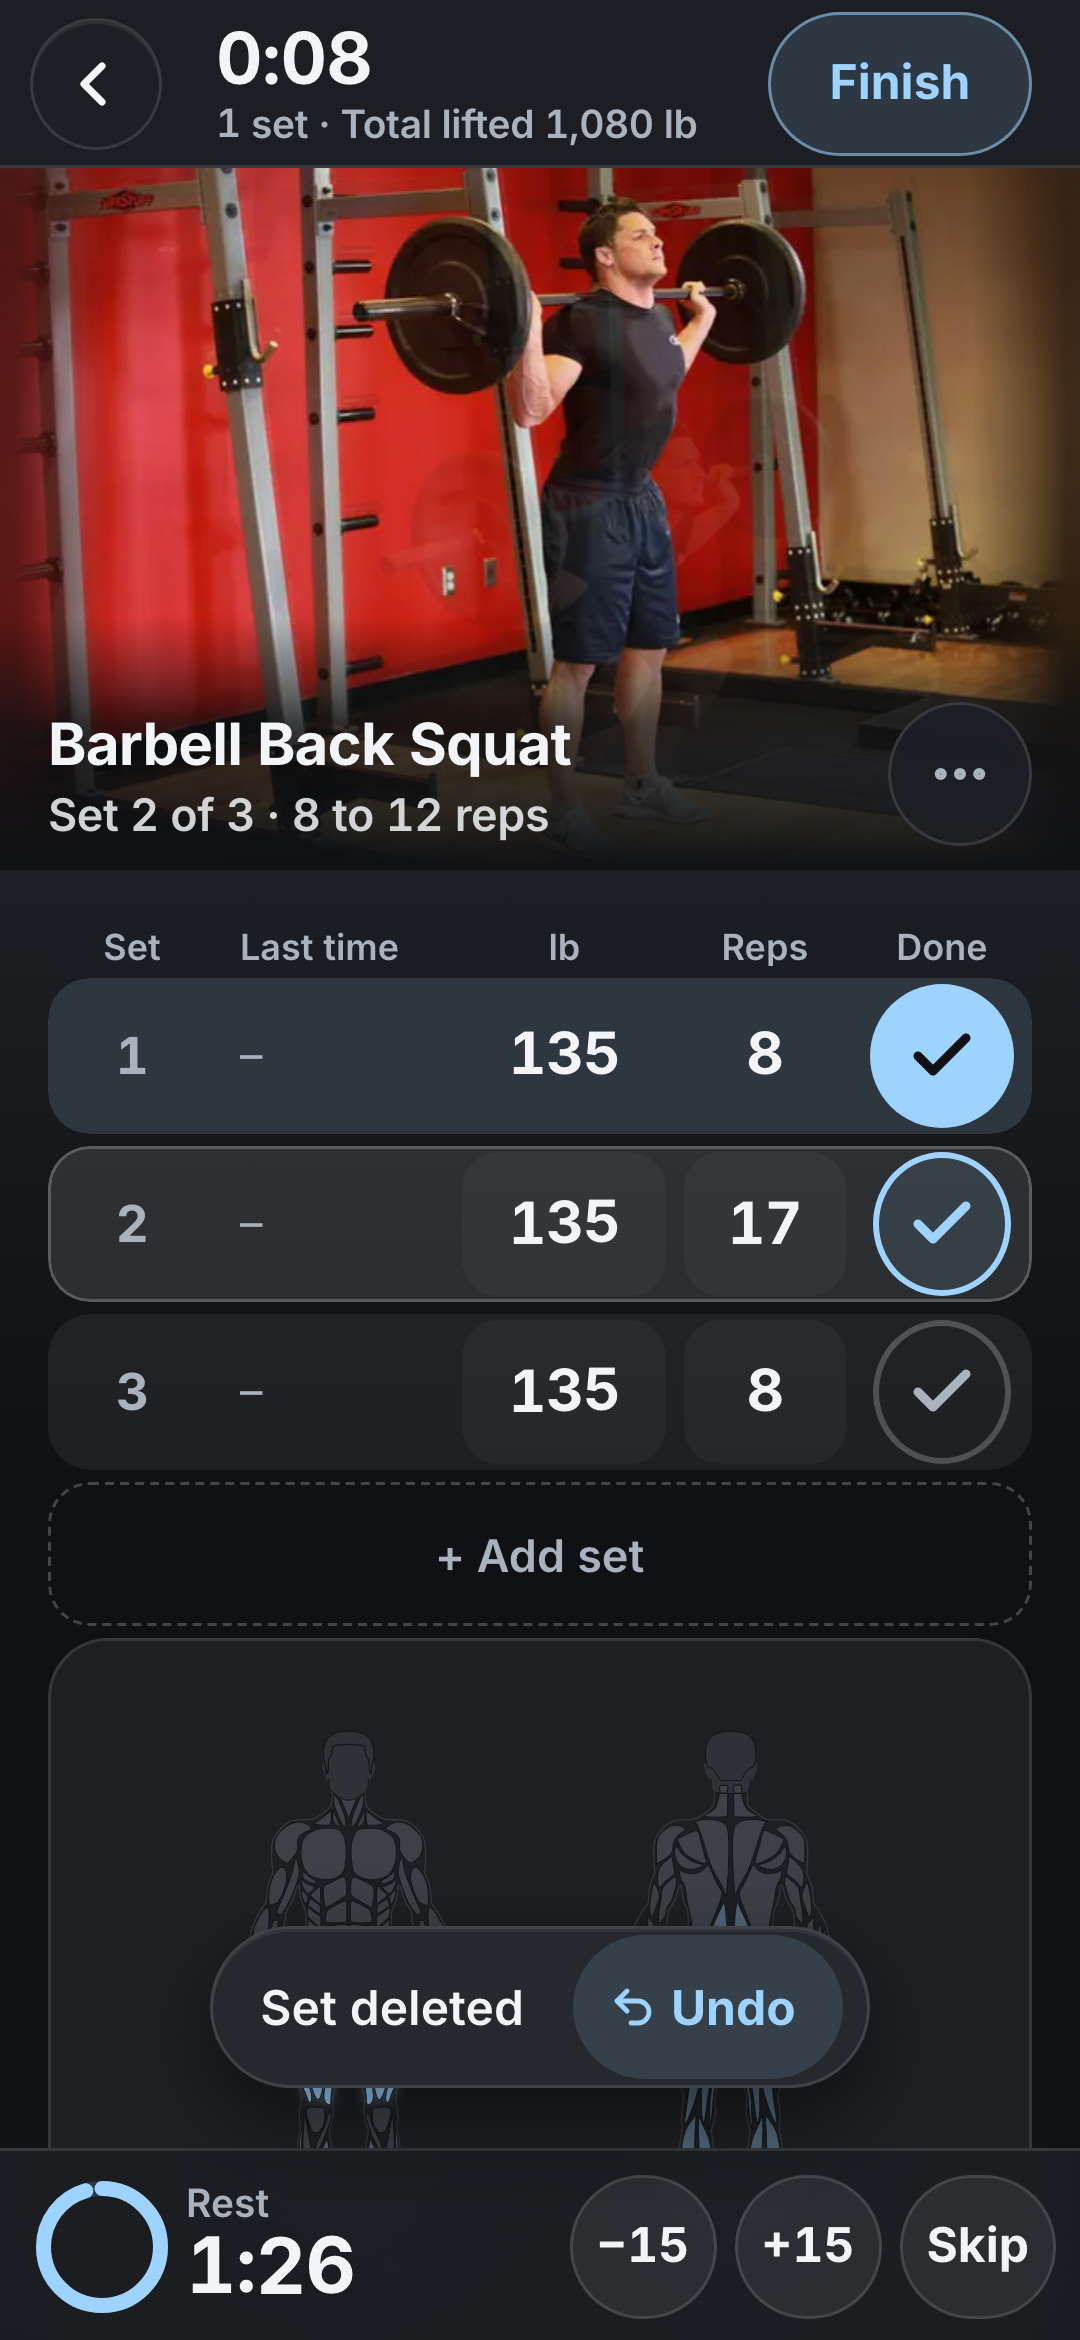 0:08
1 set · Total lifted 1,080 lb
Finish
Barbell Back Squat
Set 2 of 3 · 8 to 12 reps
Set Last time lb Reps Done
1 – 135 8
2 – 135 17
3 – 135 8
+ Add set
Set deleted Undo
Rest
1:26
−15 +15 Skip